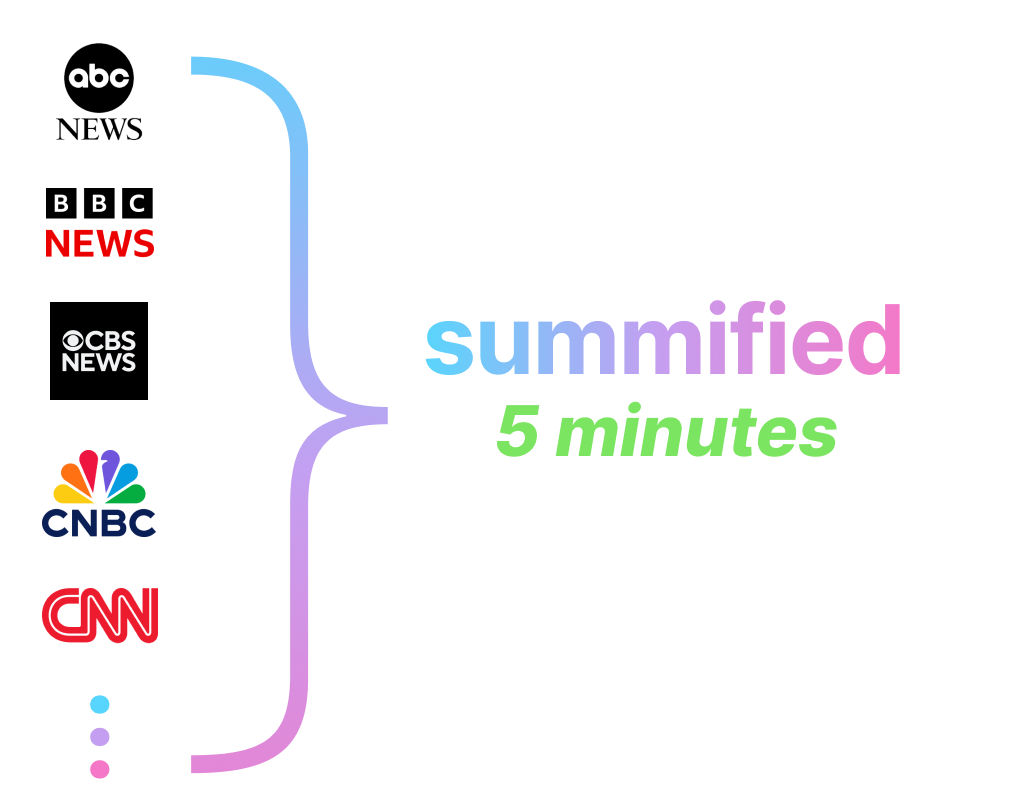 abc
NEWS
BBC
NEWS
CBS
NEWS
CNBC
CNN
summified
5 minutes